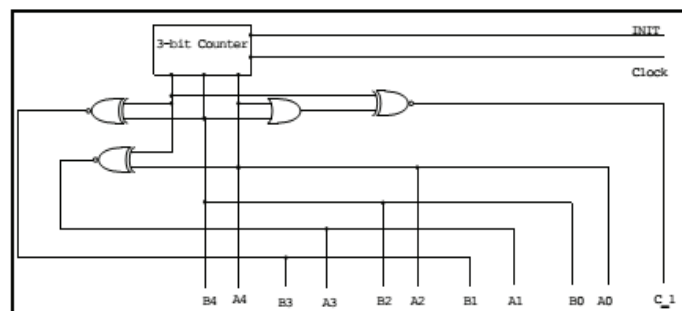 INIT
3-bit Counter
Clock
B4 A4 B3 A3 B2 A2 B1 A1 B0 A0 C_1